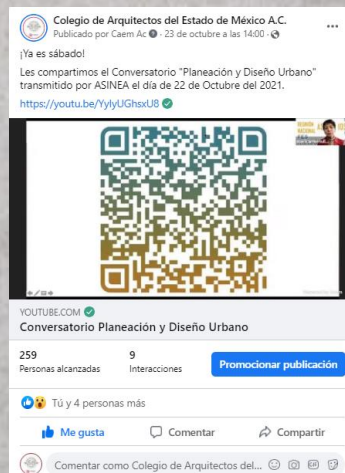 Colegio de Arquitectos del Estado de México A.C.
Publicado por Caem Ac · 23 de octubre a las 14:00 ·
¡Ya es sábado!
Les compartimos el Conversatorio "Planeación y Diseño Urbano"
transmitido por ASINEA el día de 22 de Octubre del 2021.
https://youtu.be/YylyUGhsxU8
YOUTUBE.COM
Conversatorio Planeación y Diseño Urbano
259
Personas alcanzadas
9
Interacciones
Promocionar publicación
Tú y 4 personas más
Me gusta
Comentar
Compartir
Comentar como Colegio de Arquitectos del...